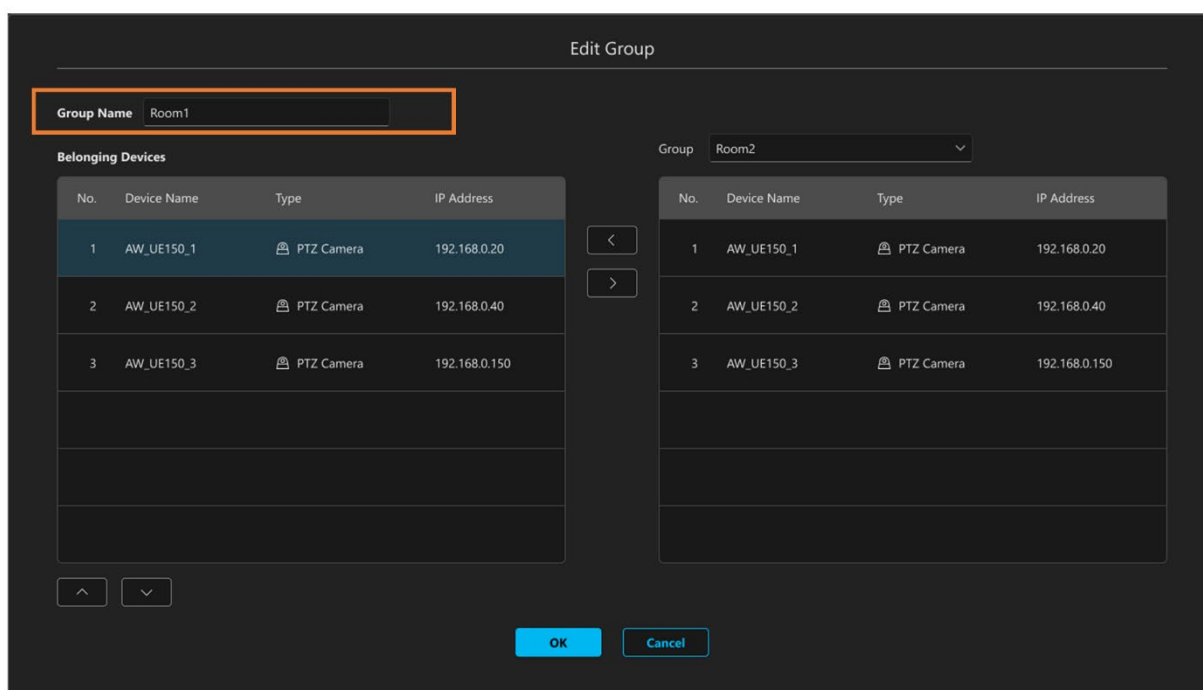 Edit Group
Group Name Room1
Belonging Devices
Group Room2
No. Device Name Type IP Address
1 AW_UE150_1 PTZ Camera 192.168.0.20
2 AW_UE150_2 PTZ Camera 192.168.0.40
3 AW_UE150_3 PTZ Camera 192.168.0.150
No. Device Name Type IP Address
1 AW_UE150_1 PTZ Camera 192.168.0.20
2 AW_UE150_2 PTZ Camera 192.168.0.40
3 AW_UE150_3 PTZ Camera 192.168.0.150
OK Cancel